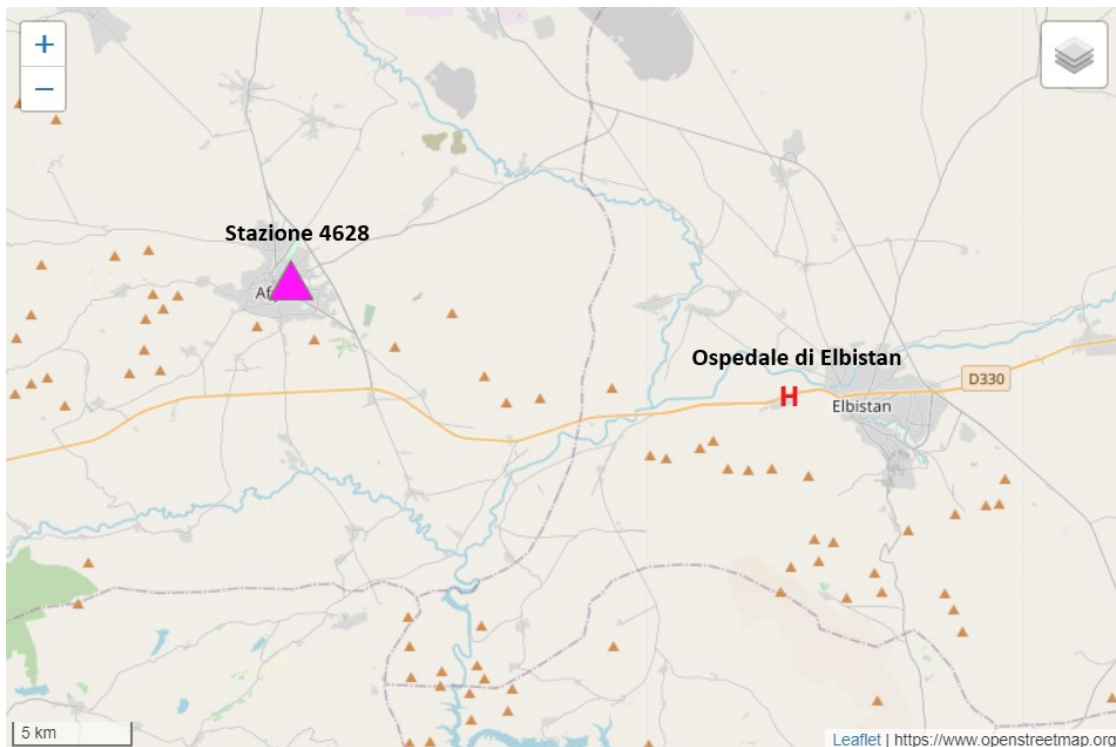 +
−
Stazione 4628
Af
Ospedale di Elbistan
H
D330
Elbistan
5 km
Leaflet | https://www.openstreetmap.org